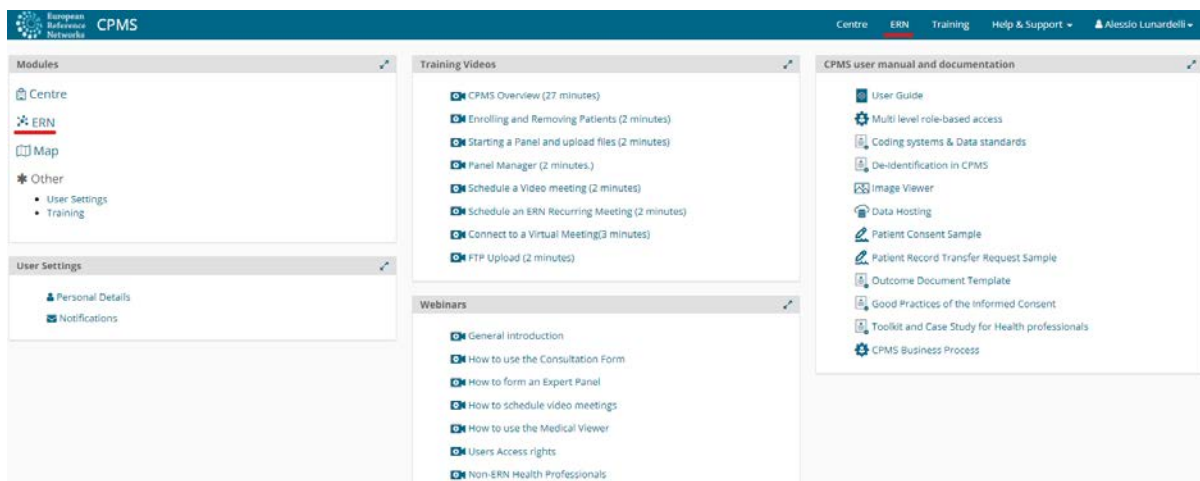 European
Reference
Networks
CPMS
Centre
ERN
Training
Help & Support
Alessio Lunardelli
Modules
Centre
ERN
Map
Other
User Settings
Training
User Settings
Personal Details
Notifications
Training Videos
CPMS Overview (27 minutes)
Enrolling and Removing Patients (2 minutes)
Starting a Panel and upload files (2 minutes)
Panel Manager (2 minutes.)
Schedule a Video meeting (2 minutes)
Schedule an ERN Recurring Meeting (2 minutes)
Connect to a Virtual Meeting(3 minutes)
FTP Upload (2 minutes)
Webinars
General introduction
How to use the Consultation Form
How to form an Expert Panel
How to schedule video meetings
How to use the Medical Viewer
Users Access rights
Non-ERN Health Professionals
CPMS user manual and documentation
User Guide
Multi level role-based access
Coding systems & Data standards
De-Identification in CPMS
Image Viewer
Data Hosting
Patient Consent Sample
Patient Record Transfer Request Sample
Outcome Document Template
Good Practices of the Informed Consent
Toolkit and Case Study for Health professionals
CPMS Business Process